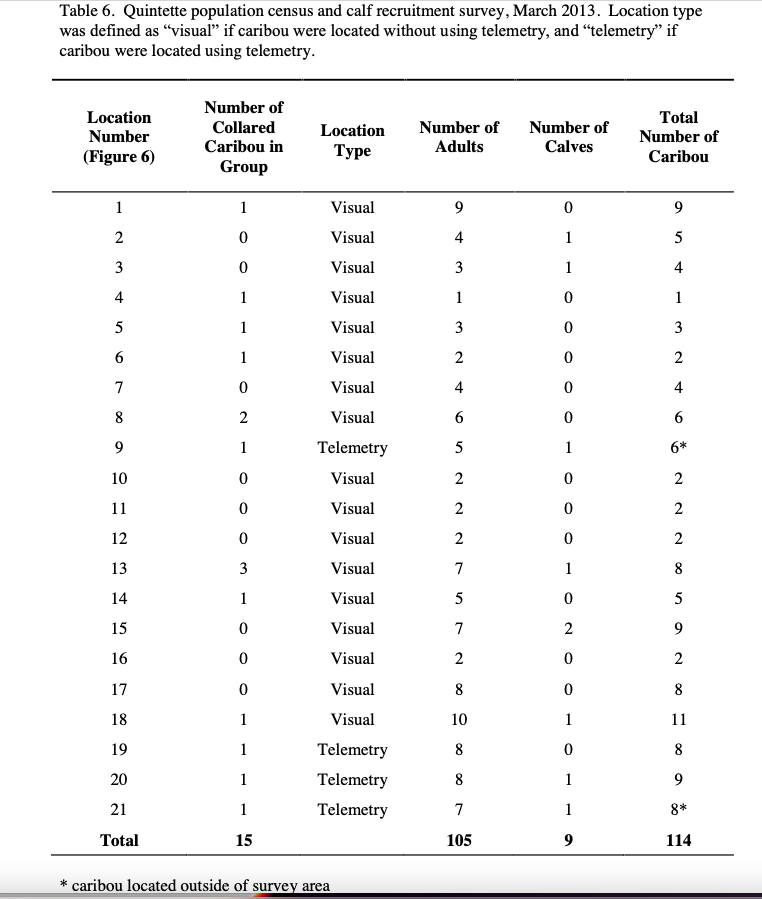 Table 6. Quintette population census and calf recruitment survey, March 2013. Location type
was defined as “visual” if caribou were located without using telemetry, and “telemetry” if
caribou were located using telemetry.
Location Number (Figure 6) Number of Collared Caribou in Group Location Type Number of Adults Number of Calves Total Number of Caribou
1 1 Visual 9 0 9
2 0 Visual 4 1 5
3 0 Visual 3 1 4
4 1 Visual 1 0 1
5 1 Visual 3 0 3
6 1 Visual 2 0 2
7 0 Visual 4 0 4
8 2 Visual 6 0 6
9 1 Telemetry 5 1 6*
10 0 Visual 2 0 2
11 0 Visual 2 0 2
12 0 Visual 2 0 2
13 3 Visual 7 1 8
14 1 Visual 5 0 5
15 0 Visual 7 2 9
16 0 Visual 2 0 2
17 0 Visual 8 0 8
18 1 Visual 10 1 11
19 1 Telemetry 8 0 8
20 1 Telemetry 8 1 9
21 1 Telemetry 7 1 8*
Total 15 105 9 114
* caribou located outside of survey area